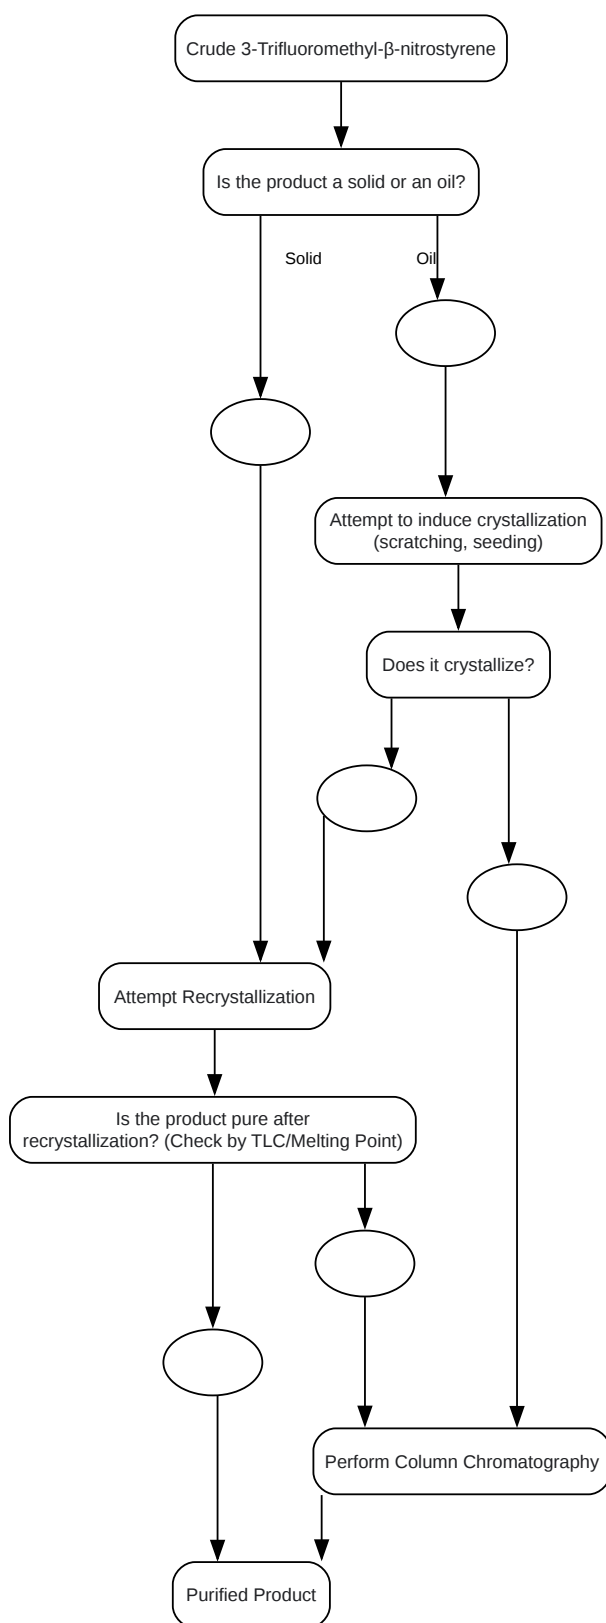 Crude 3-Trifluoromethyl-β-nitrostyrene
Is the product a solid or an oil?
Solid
Oil
Attempt to induce crystallization
(scratching, seeding)
Does it crystallize?
Attempt Recrystallization
Is the product pure after
recrystallization? (Check by TLC/Melting Point)
Perform Column Chromatography
Purified Product